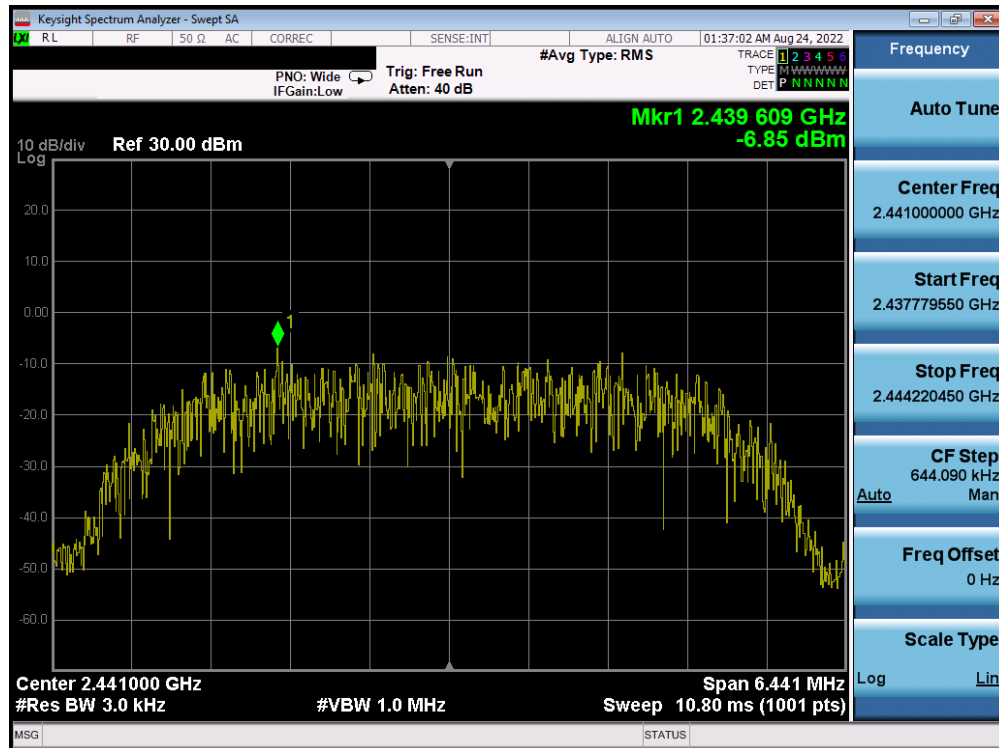 Keysight Spectrum Analyzer - Swept SA
LXI RL RF 50 Ω AC CORREC SENSE:INT ALIGN AUTO 01:37:02 AM Aug 24, 2022
#Avg Type: RMS TRACE 1 2 3 4 5 6
PNO: Wide Trig: Free Run TYPE M WWWWW
IFGain:Low Atten: 40 dB DET P N N N N N
Mkr1 2.439 609 GHz
-6.85 dBm
10 dB/div Ref 30.00 dBm
Log
20.0
10.0
0.00
1
-10.0
-20.0
-30.0
-40.0
-50.0
-60.0
Center 2.441000 GHz Span 6.441 MHz
#Res BW 3.0 kHz #VBW 1.0 MHz Sweep 10.80 ms (1001 pts)
MSG STATUS
Frequency
Auto Tune
Center Freq
2.441000000 GHz
Start Freq
2.437779550 GHz
Stop Freq
2.444220450 GHz
CF Step
644.090 kHz
Auto Man
Freq Offset
0 Hz
Scale Type
Log Lin